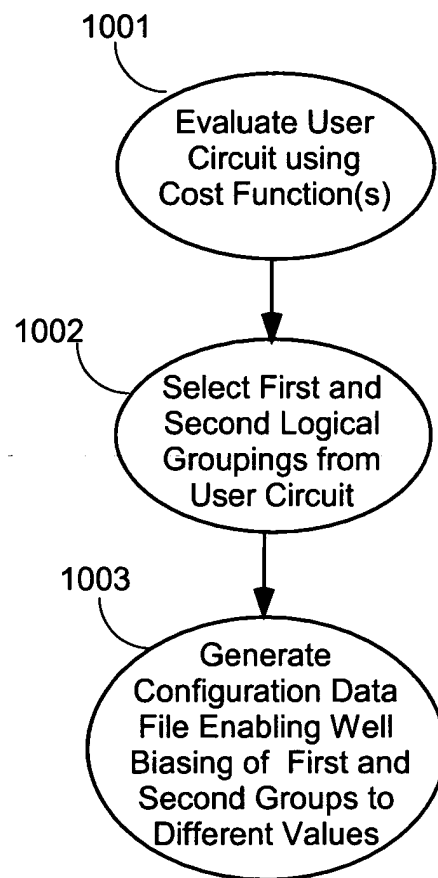 1001
Evaluate User
Circuit using
Cost Function(s)
1002
Select First and
Second Logical
Groupings from
User Circuit
1003
Generate
Configuration Data
File Enabling Well
Biasing of First and
Second Groups to
Different Values